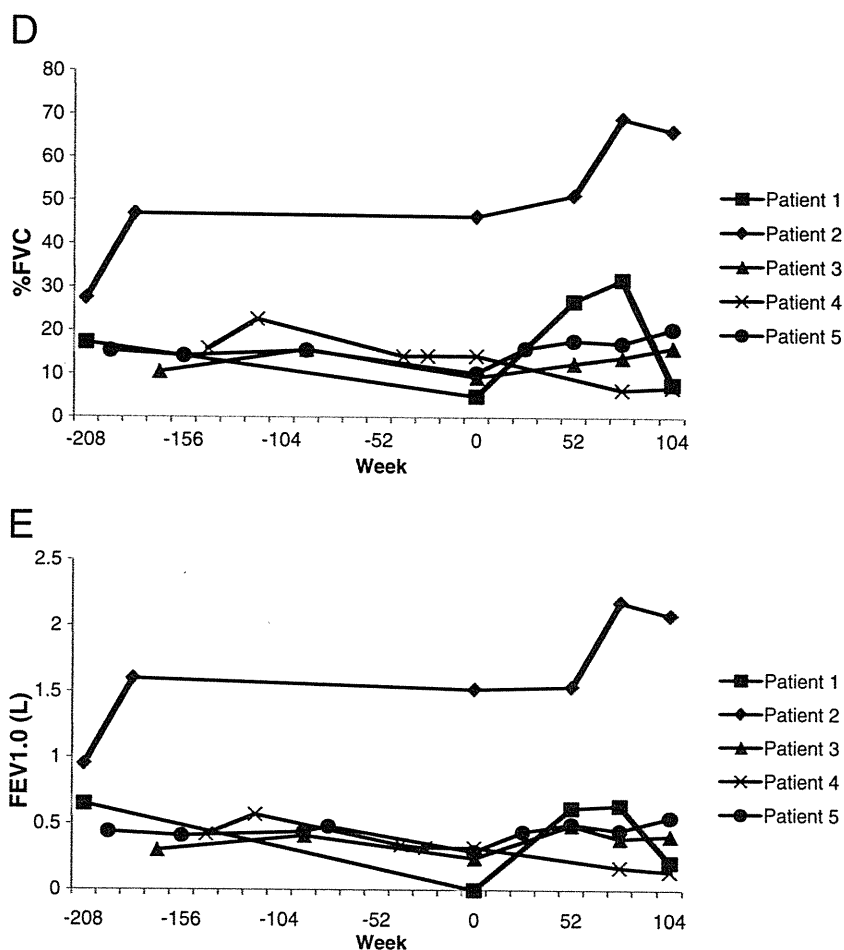 D
80
70
60
50
40
30
20
10
0
%FVC
-208 -156 -104 -52 0 52 104
Week
Patient 1
Patient 2
Patient 3
Patient 4
Patient 5
E
2.5
2
1.5
1
0.5
0
FEV1.0 (L)
-208 -156 -104 -52 0 52 104
Week
Patient 1
Patient 2
Patient 3
Patient 4
Patient 5